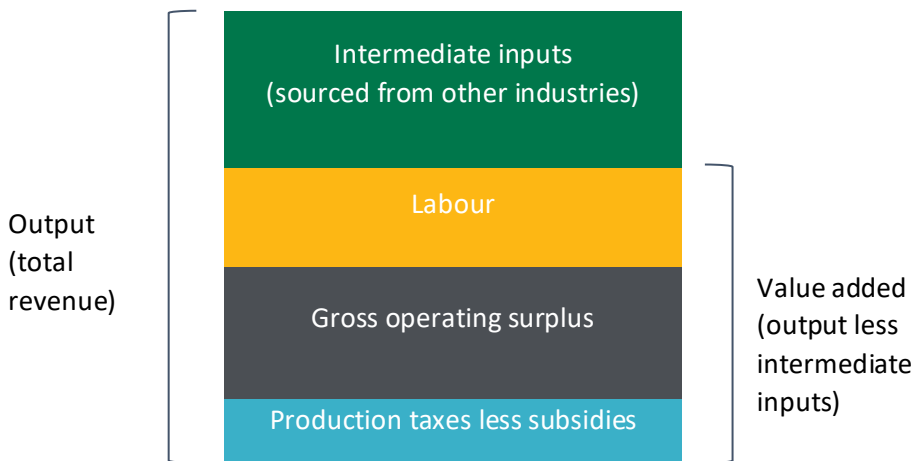 Intermediate inputs
(sourced from other industries)
Labour
Gross operating surplus
Production taxes less subsidies
Output
(total
revenue)
Value added
(output less
intermediate
inputs)